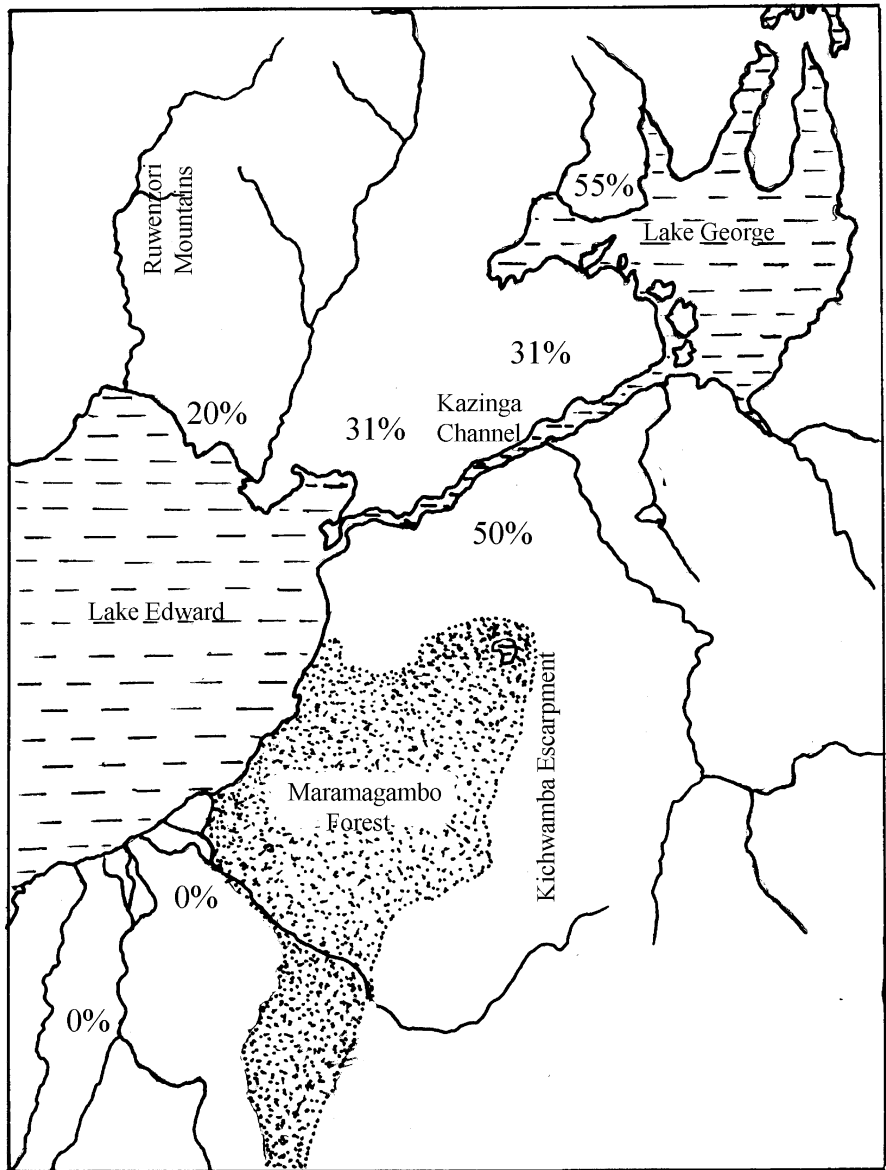 55%
Ruwenzori
Mountains
Lake George
31%
20%
Kazinga
Channel
31%
50%
Lake Edward
Kichwamba Escarpment
Maramagambo
Forest
0%
0%